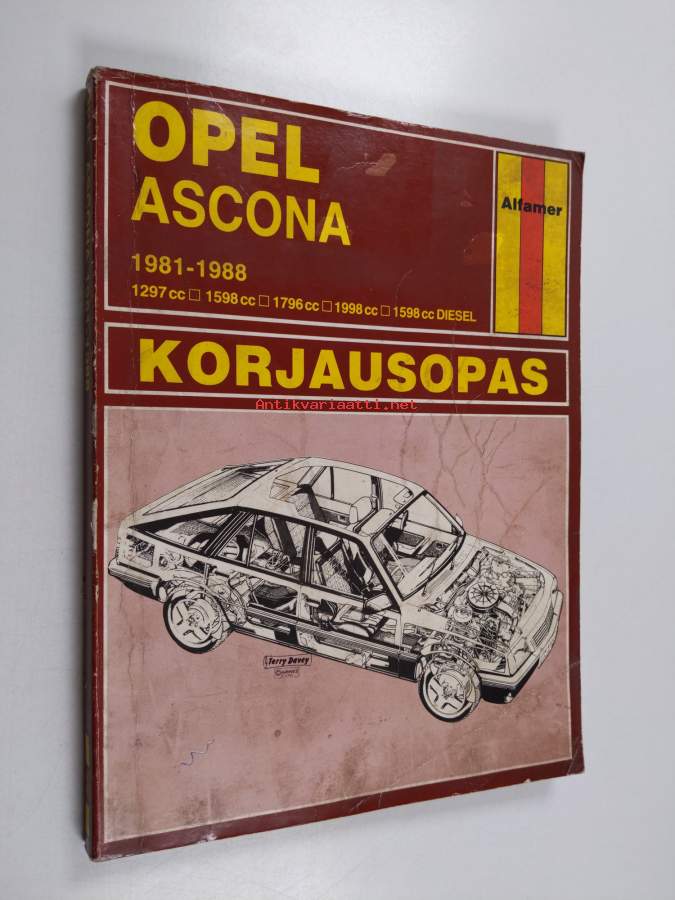 OPEL
ASCONA
Alfamer
1981-1988
1297 cc □ 1598 cc □ 1796 cc □ 1998 cc □ 1598 cc DIESEL
KORJAUSOPAS
Antikvariaatti.net
Terry Davey